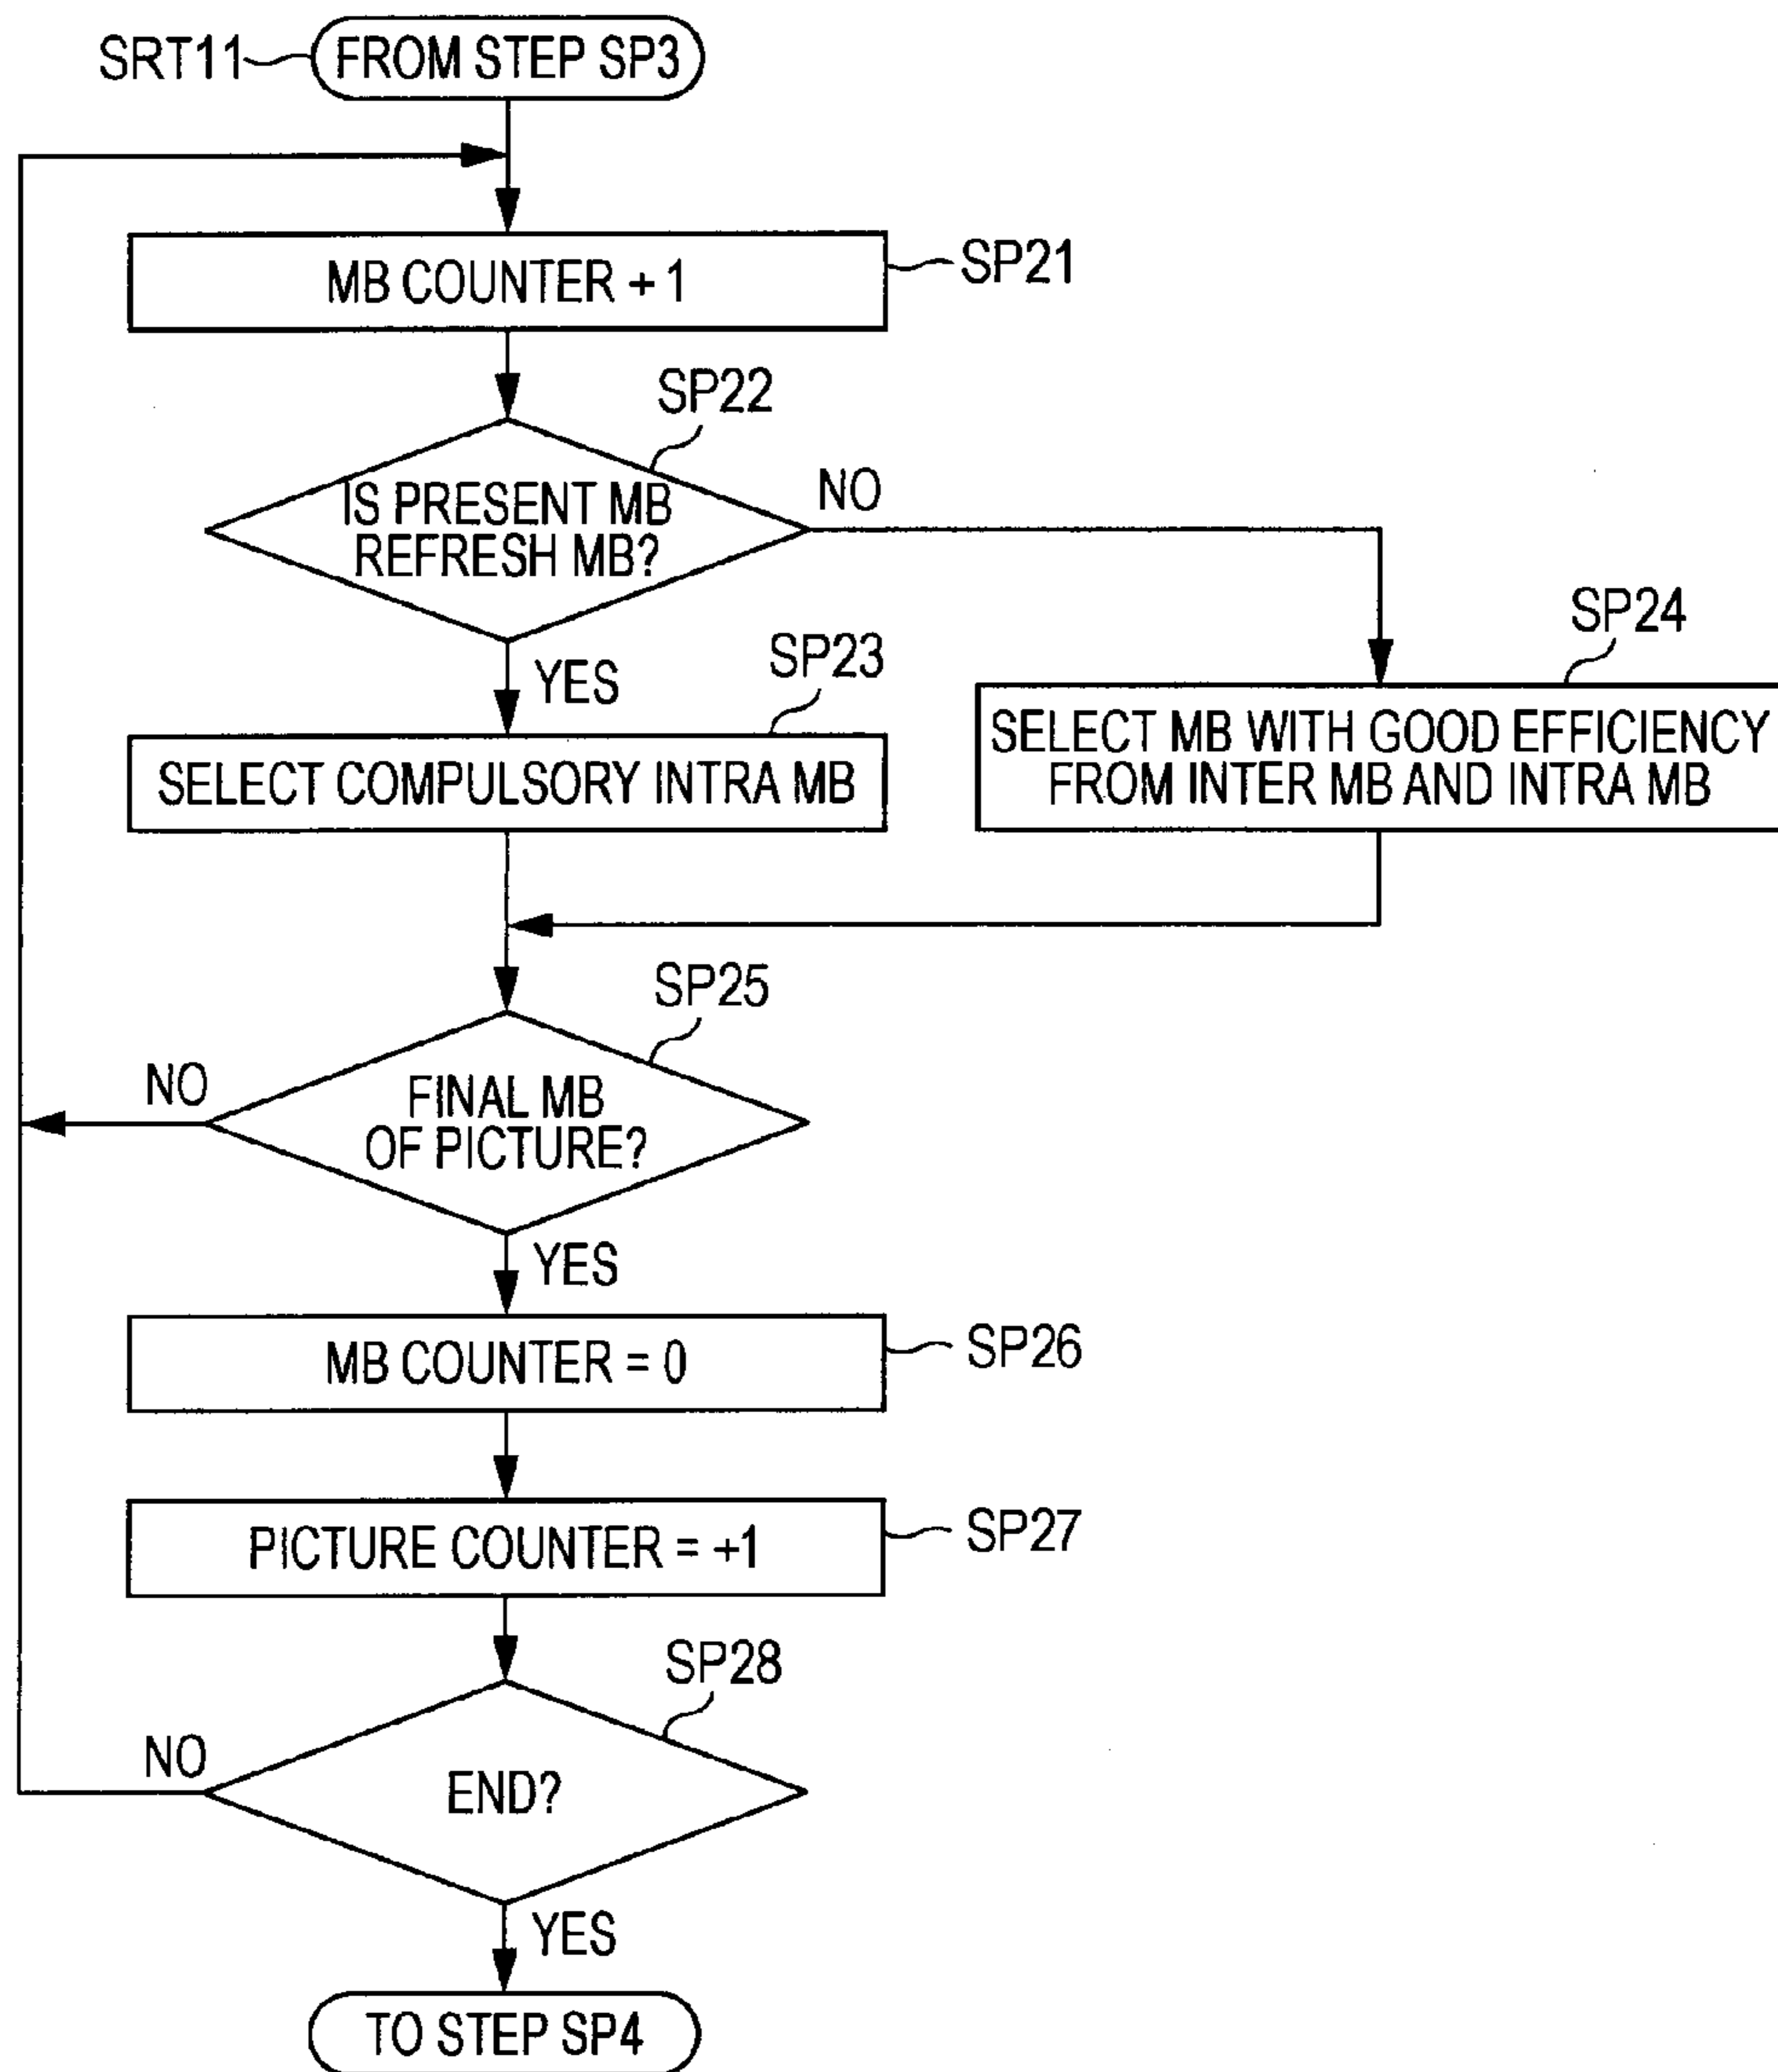 SRT11
FROM STEP SP3
MB COUNTER + 1
SP21
SP22
IS PRESENT MB
REFRESH MB?
NO
YES
SP23
SELECT COMPULSORY INTRA MB
SP24
SELECT MB WITH GOOD EFFICIENCY
FROM INTER MB AND INTRA MB
SP25
FINAL MB
OF PICTURE?
NO
YES
MB COUNTER = 0
SP26
PICTURE COUNTER = +1
SP27
SP28
END?
NO
YES
TO STEP SP4